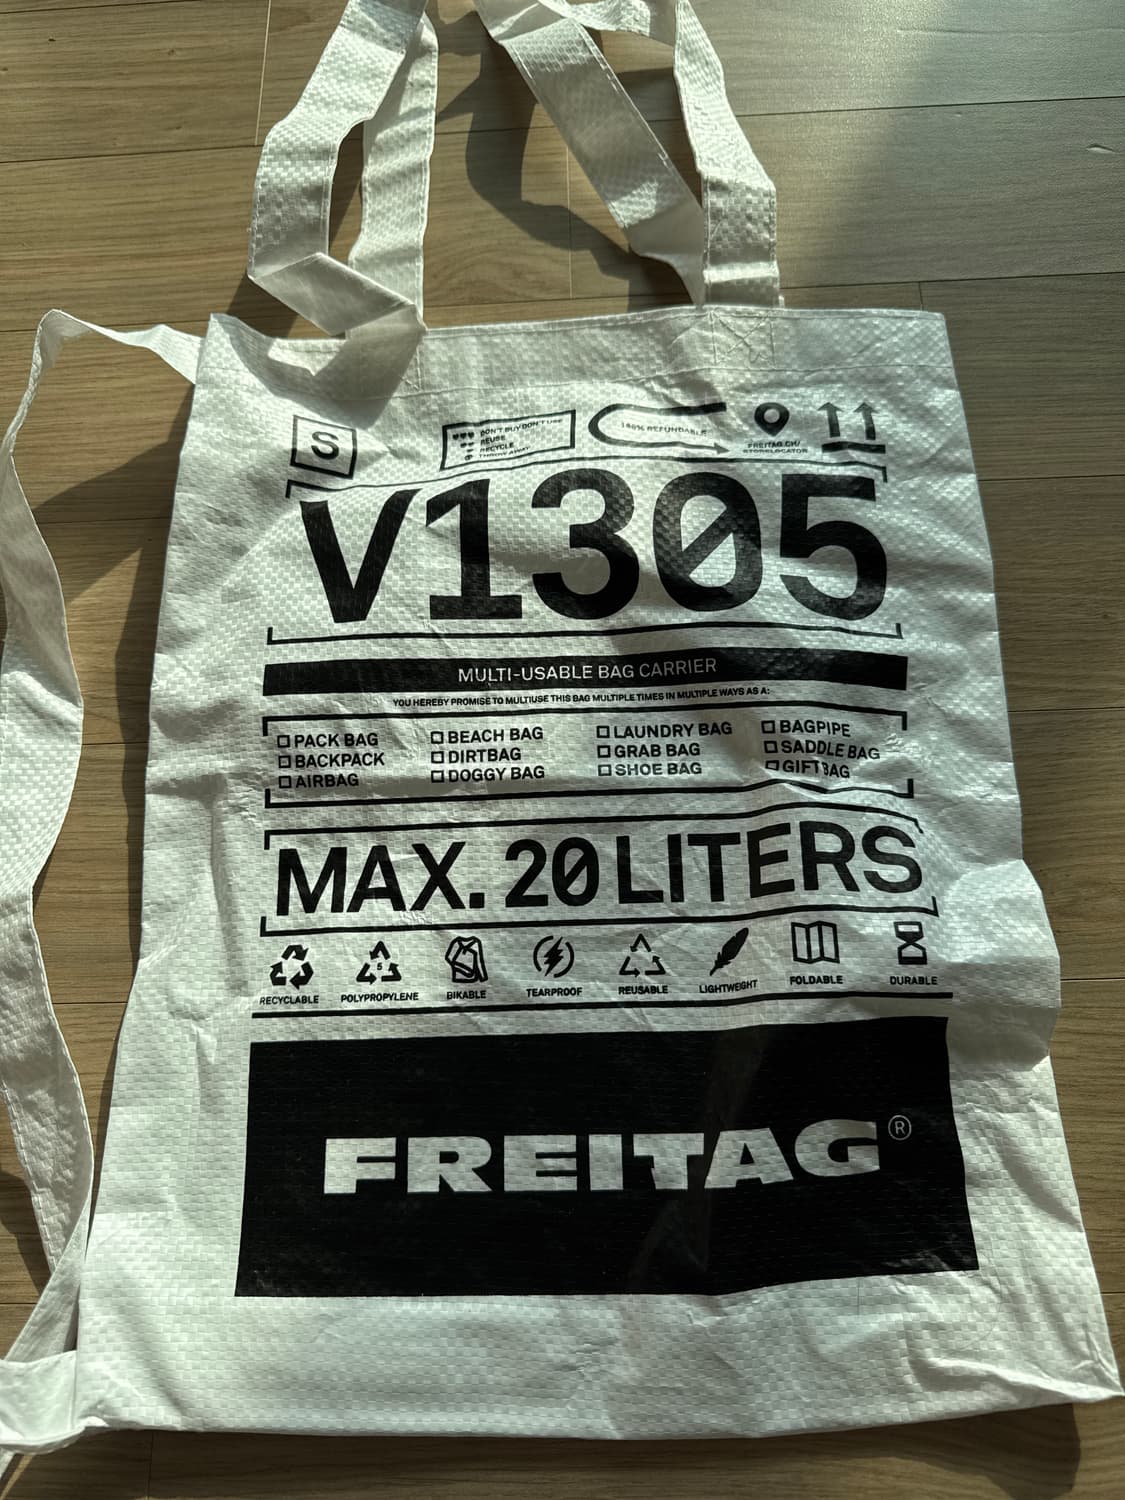 S
DON'T BUY DON'T USE
REUSE
RECYCLE
THROW AWAY
100% REFUNDABLE
FREITAG.CH/
STORELOCATOR
V1305
MULTI-USABLE BAG CARRIER
YOU HEREBY PROMISE TO MULTIUSE THIS BAG MULTIPLE TIMES IN MULTIPLE WAYS AS A:
PACK BAG
BACKPACK
AIRBAG
BEACH BAG
DIRTBAG
DOGGY BAG
LAUNDRY BAG
GRAB BAG
SHOE BAG
BAGPIPE
SADDLE BAG
GIFT BAG
MAX. 20 LITERS
5
RECYCLABLE
POLYPROPYLENE
BIKABLE
TEARPROOF
REUSABLE
LIGHTWEIGHT
FOLDABLE
DURABLE
FREITAG®